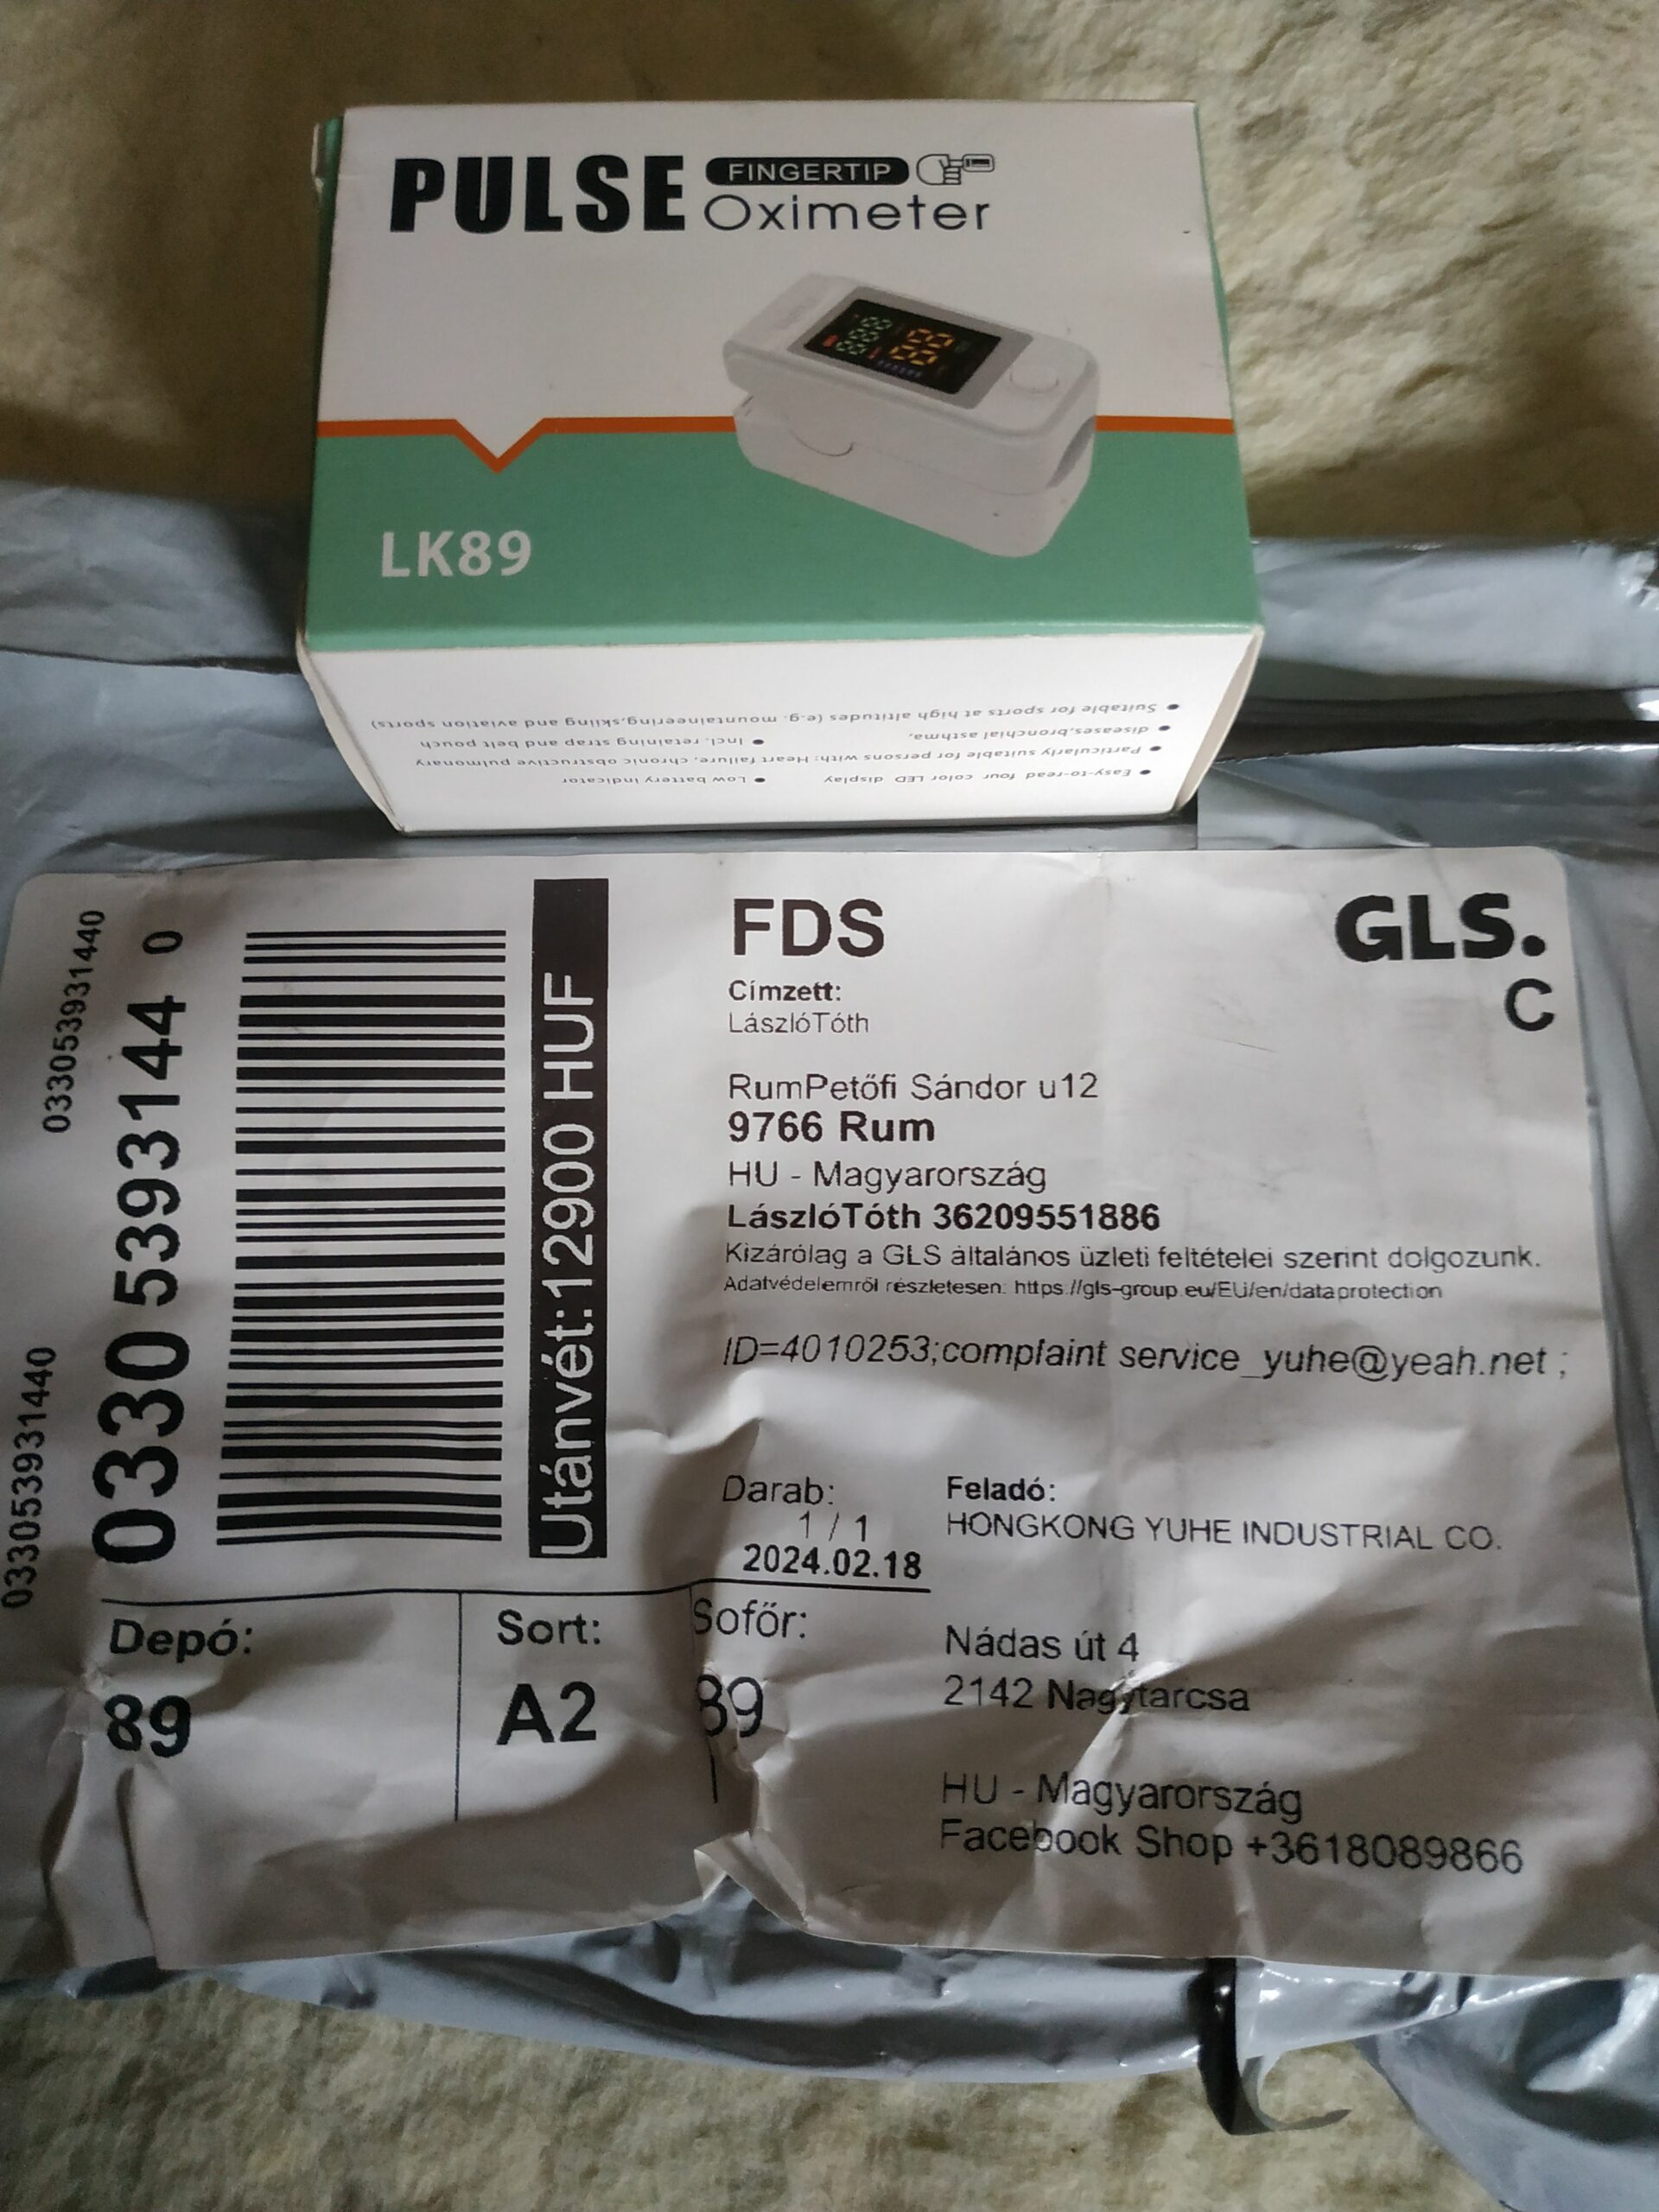 PULSE FINGERTIP
Oximeter
LK89
Suitable for sports at high altitudes (e.g. mountaineering,skiing and aviation sports)
diseases,bronchial asthma. • Incl. retaining strap and belt pouch
Particularly suitable for persons with: Heart failure, chronic obstructive pulmonary
Easy-to-read four color LED display • Low battery indicator
03305393144 0
033053931440
033053931440
Utánvét:12900 HUF
FDS
GLS.
C
Címzett:
LászlóTóth
RumPetőfi Sándor u12
9766 Rum
HU - Magyarország
LászlóTóth 36209551886
Kizárólag a GLS általános üzleti feltételei szerint dolgozunk.
Adatvédelemről részletesen: https://gls-group.eu/EU/en/dataprotection
ID=4010253;complaint service_yuhe@yeah.net ;
Darab:
1 / 1
2024.02.18
Feladó:
HONGKONG YUHE INDUSTRIAL CO.
Depó:
89
Sort:
A2
Sofőr:
89
Nádas út 4
2142 Nagytarcsa
HU - Magyarország
Facebook Shop +3618089866